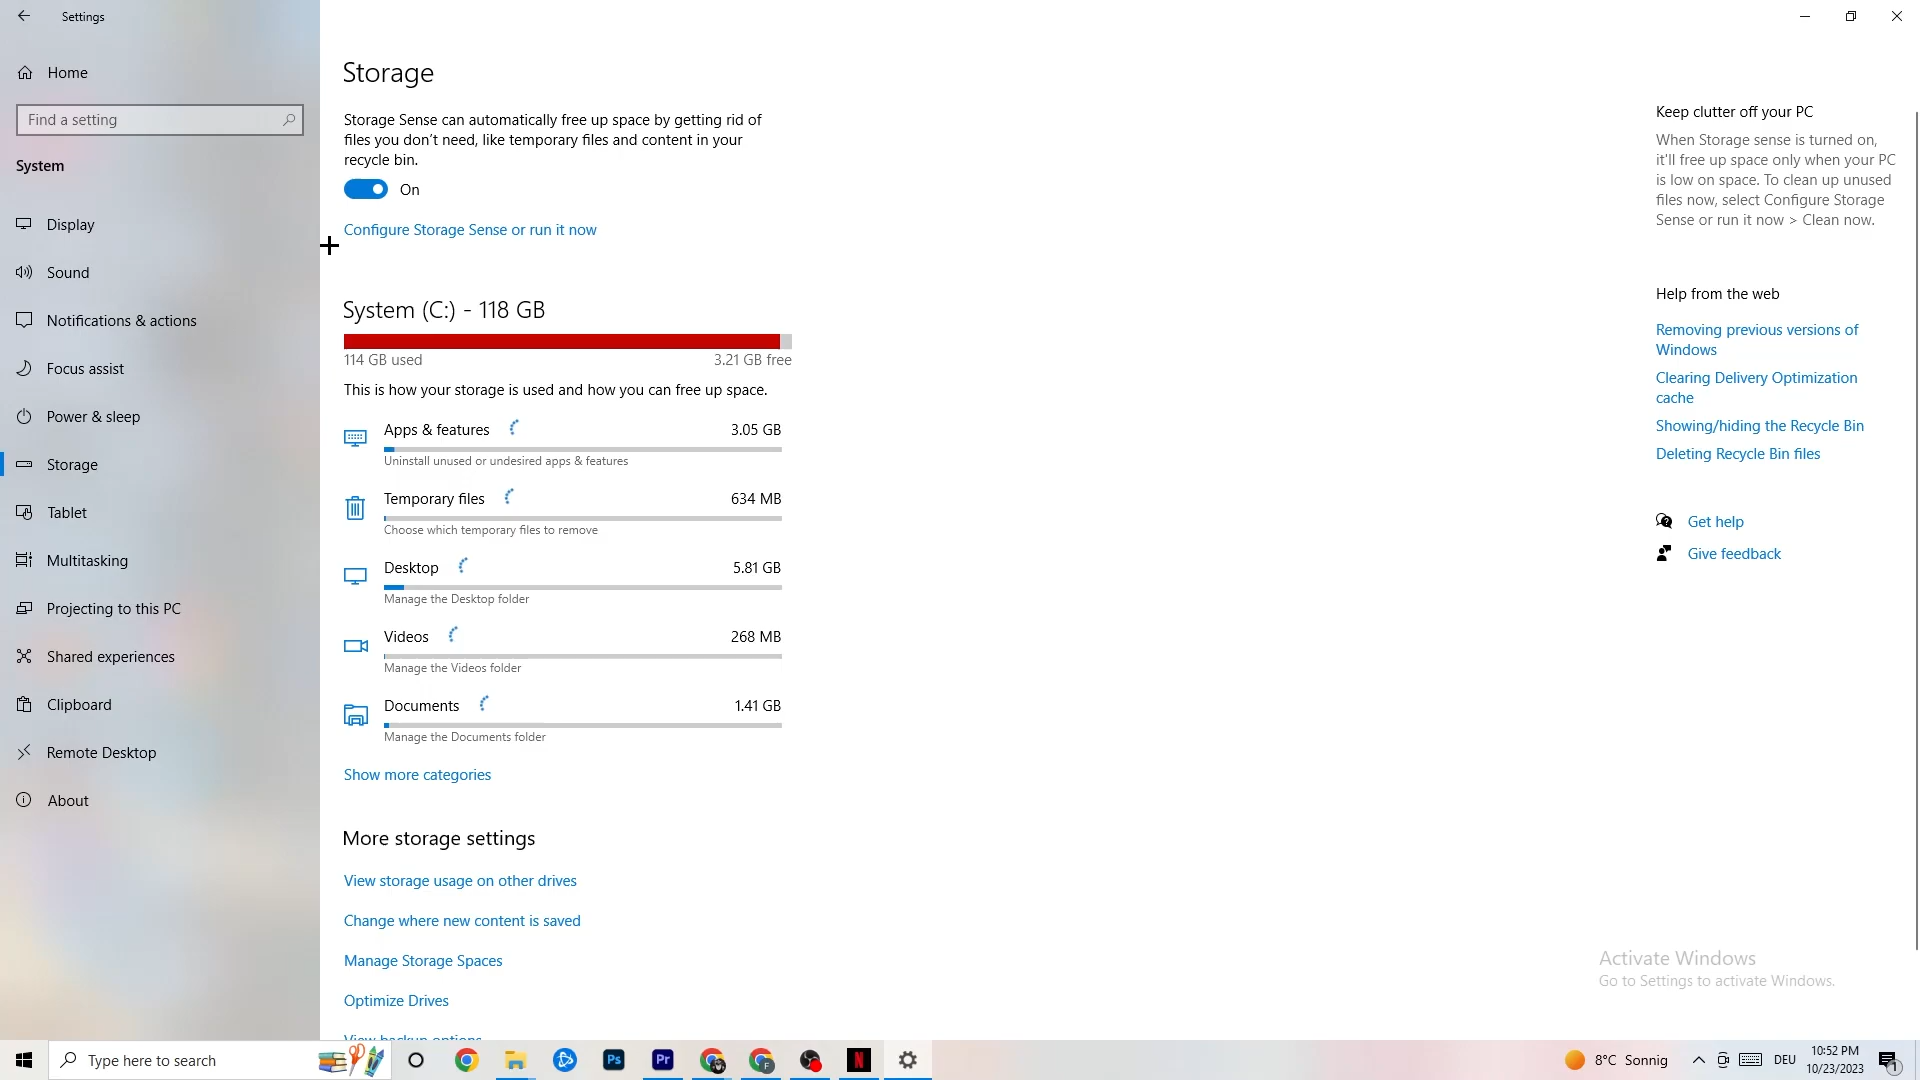 Settings
Home
Find a setting
System
Display
Sound
Notifications & actions
Focus assist
Power & sleep
Storage
Tablet
Multitasking
Projecting to this PC
Shared experiences
Clipboard
Remote Desktop
About
Storage
Storage Sense can automatically free up space by getting rid of
files you don't need, like temporary files and content in your
recycle bin.
On
Configure Storage Sense or run it now
System (C:) - 118 GB
114 GB used
3.21 GB free
This is how your storage is used and how you can free up space.
Apps & features
3.05 GB
Uninstall unused or undesired apps & features
Temporary files
634 MB
Choose which temporary files to remove
Desktop
5.81 GB
Manage the Desktop folder
Videos
268 MB
Manage the Videos folder
Documents
1.41 GB
Manage the Documents folder
Show more categories
More storage settings
View storage usage on other drives
Change where new content is saved
Manage Storage Spaces
Optimize Drives
View backup options
Keep clutter off your PC
When Storage sense is turned on,
it'll free up space only when your PC
is low on space. To clean up unused
files now, select Configure Storage
Sense or run it now > Clean now.
Help from the web
Removing previous versions of
Windows
Clearing Delivery Optimization
cache
Showing/hiding the Recycle Bin
Deleting Recycle Bin files
Get help
Give feedback
Activate Windows
Go to Settings to activate Windows.
Type here to search
Ps
Pr
F
N
8°C Sonnig
DEU
10:52 PM
10/23/2023
1